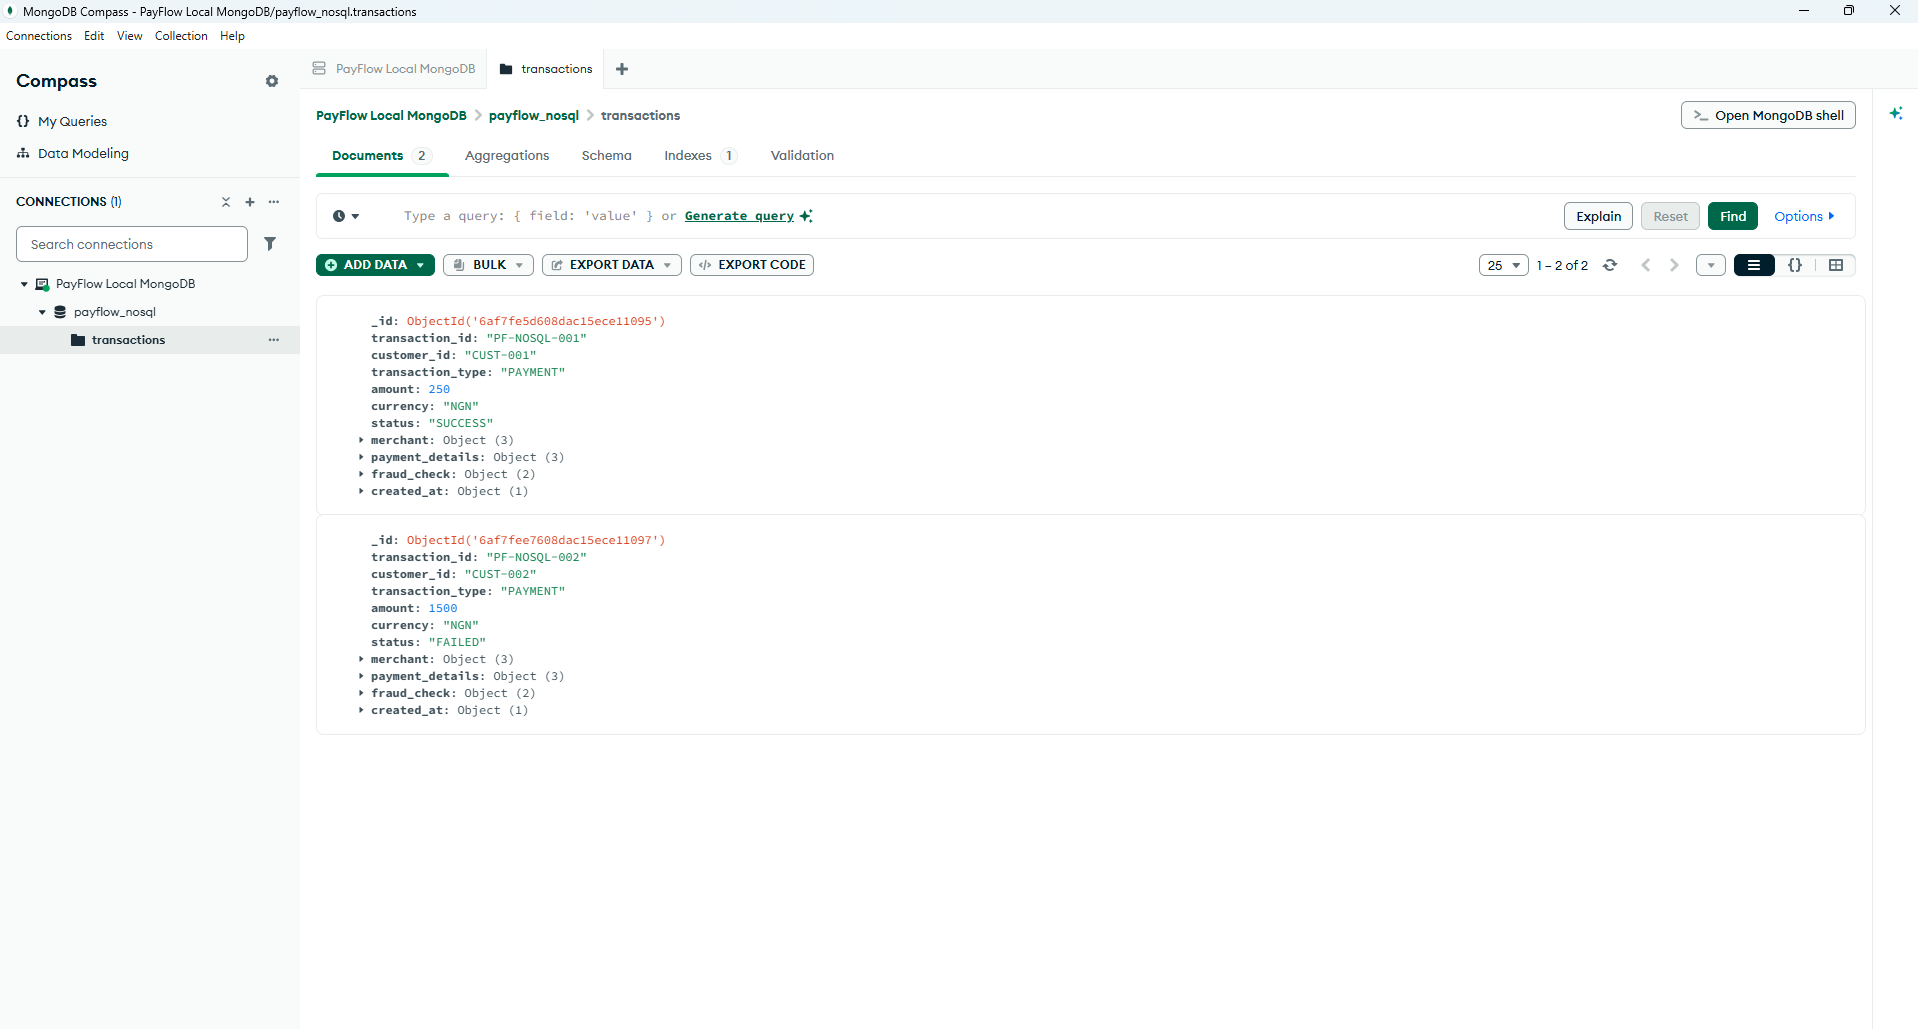 MongoDB Compass - PayFlow Local MongoDB/payflow_nosql.transactions
Connections Edit View Collection Help
Compass
My Queries
Data Modeling
CONNECTIONS (1)
Search connections
PayFlow Local MongoDB
payflow_nosql
transactions
PayFlow Local MongoDB transactions
PayFlow Local MongoDB > payflow_nosql > transactions
>_ Open MongoDB shell
Documents 2 Aggregations Schema Indexes 1 Validation
Type a query: { field: 'value' } or Generate query
Explain Reset Find Options
ADD DATA BULK EXPORT DATA </> EXPORT CODE
25 1 – 2 of 2 {}
_id: ObjectId('6af7fe5d608dac15ece11095')
transaction_id: "PF-NOSQL-001"
customer_id: "CUST-001"
transaction_type: "PAYMENT"
amount: 250
currency: "NGN"
status: "SUCCESS"
merchant: Object (3)
payment_details: Object (3)
fraud_check: Object (2)
created_at: Object (1)
_id: ObjectId('6af7fee7608dac15ece11097')
transaction_id: "PF-NOSQL-002"
customer_id: "CUST-002"
transaction_type: "PAYMENT"
amount: 1500
currency: "NGN"
status: "FAILED"
merchant: Object (3)
payment_details: Object (3)
fraud_check: Object (2)
created_at: Object (1)